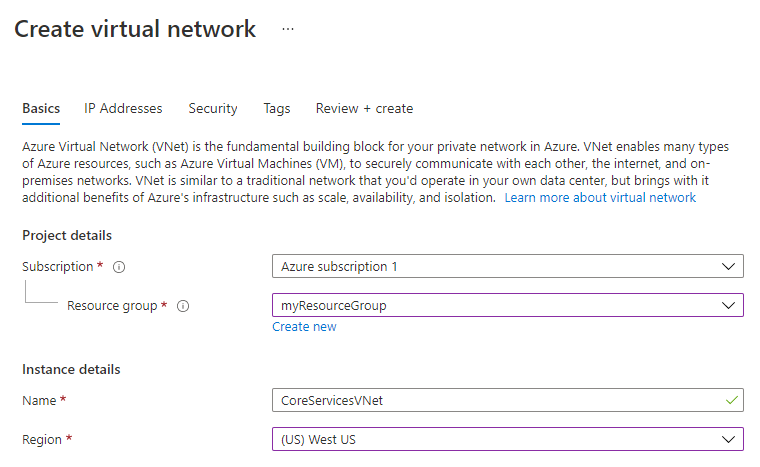 Create virtual network ...
Basics IP Addresses Security Tags Review + create
Azure Virtual Network (VNet) is the fundamental building block for your private network in Azure. VNet enables many types
of Azure resources, such as Azure Virtual Machines (VM), to securely communicate with each other, the internet, and on-
premises networks. VNet is similar to a traditional network that you'd operate in your own data center, but brings with it
additional benefits of Azure's infrastructure such as scale, availability, and isolation. Learn more about virtual network
Project details
Subscription * Azure subscription 1
Resource group * myResourceGroup
Create new
Instance details
Name * CoreServicesVNet
Region * (US) West US